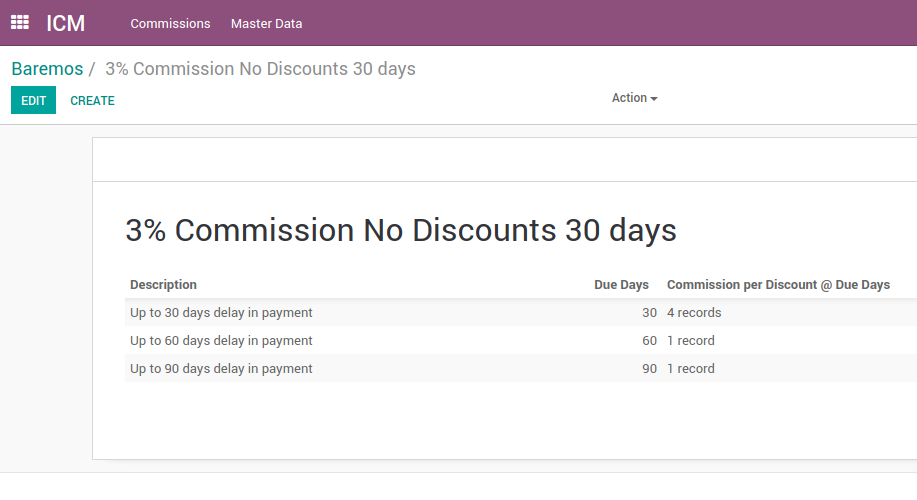 ICM Commissions Master Data
Baremos / 3% Commission No Discounts 30 days
EDIT CREATE Action
3% Commission No Discounts 30 days
Description Due Days Commission per Discount @ Due Days
Up to 30 days delay in payment 30 4 records
Up to 60 days delay in payment 60 1 record
Up to 90 days delay in payment 90 1 record